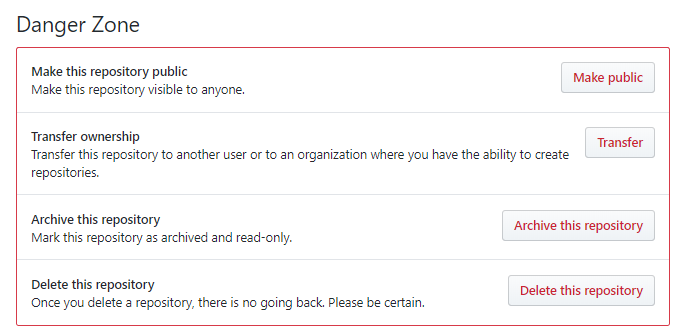 Danger Zone
Make this repository public
Make this repository visible to anyone.
Make public
Transfer ownership
Transfer this repository to another user or to an organization where you have the ability to create
repositories.
Transfer
Archive this repository
Mark this repository as archived and read-only.
Archive this repository
Delete this repository
Once you delete a repository, there is no going back. Please be certain.
Delete this repository